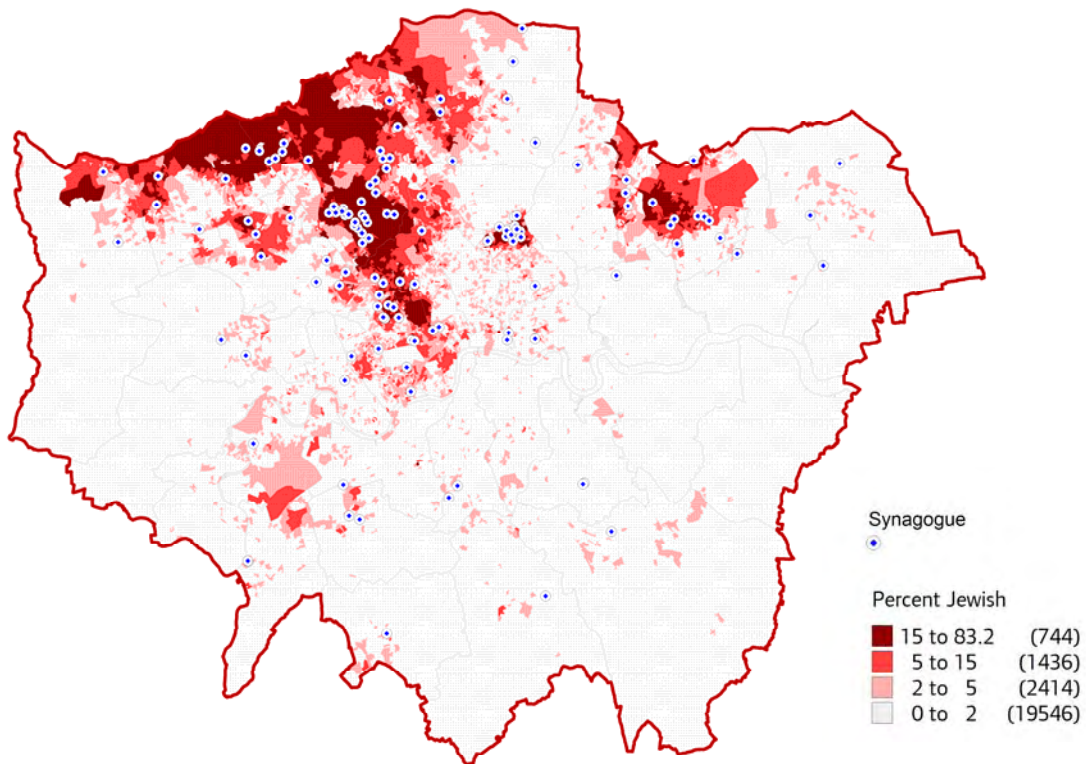 Synagogue
Percent Jewish
15 to 83.2 (744)
5 to 15 (1436)
2 to 5 (2414)
0 to 2 (19546)